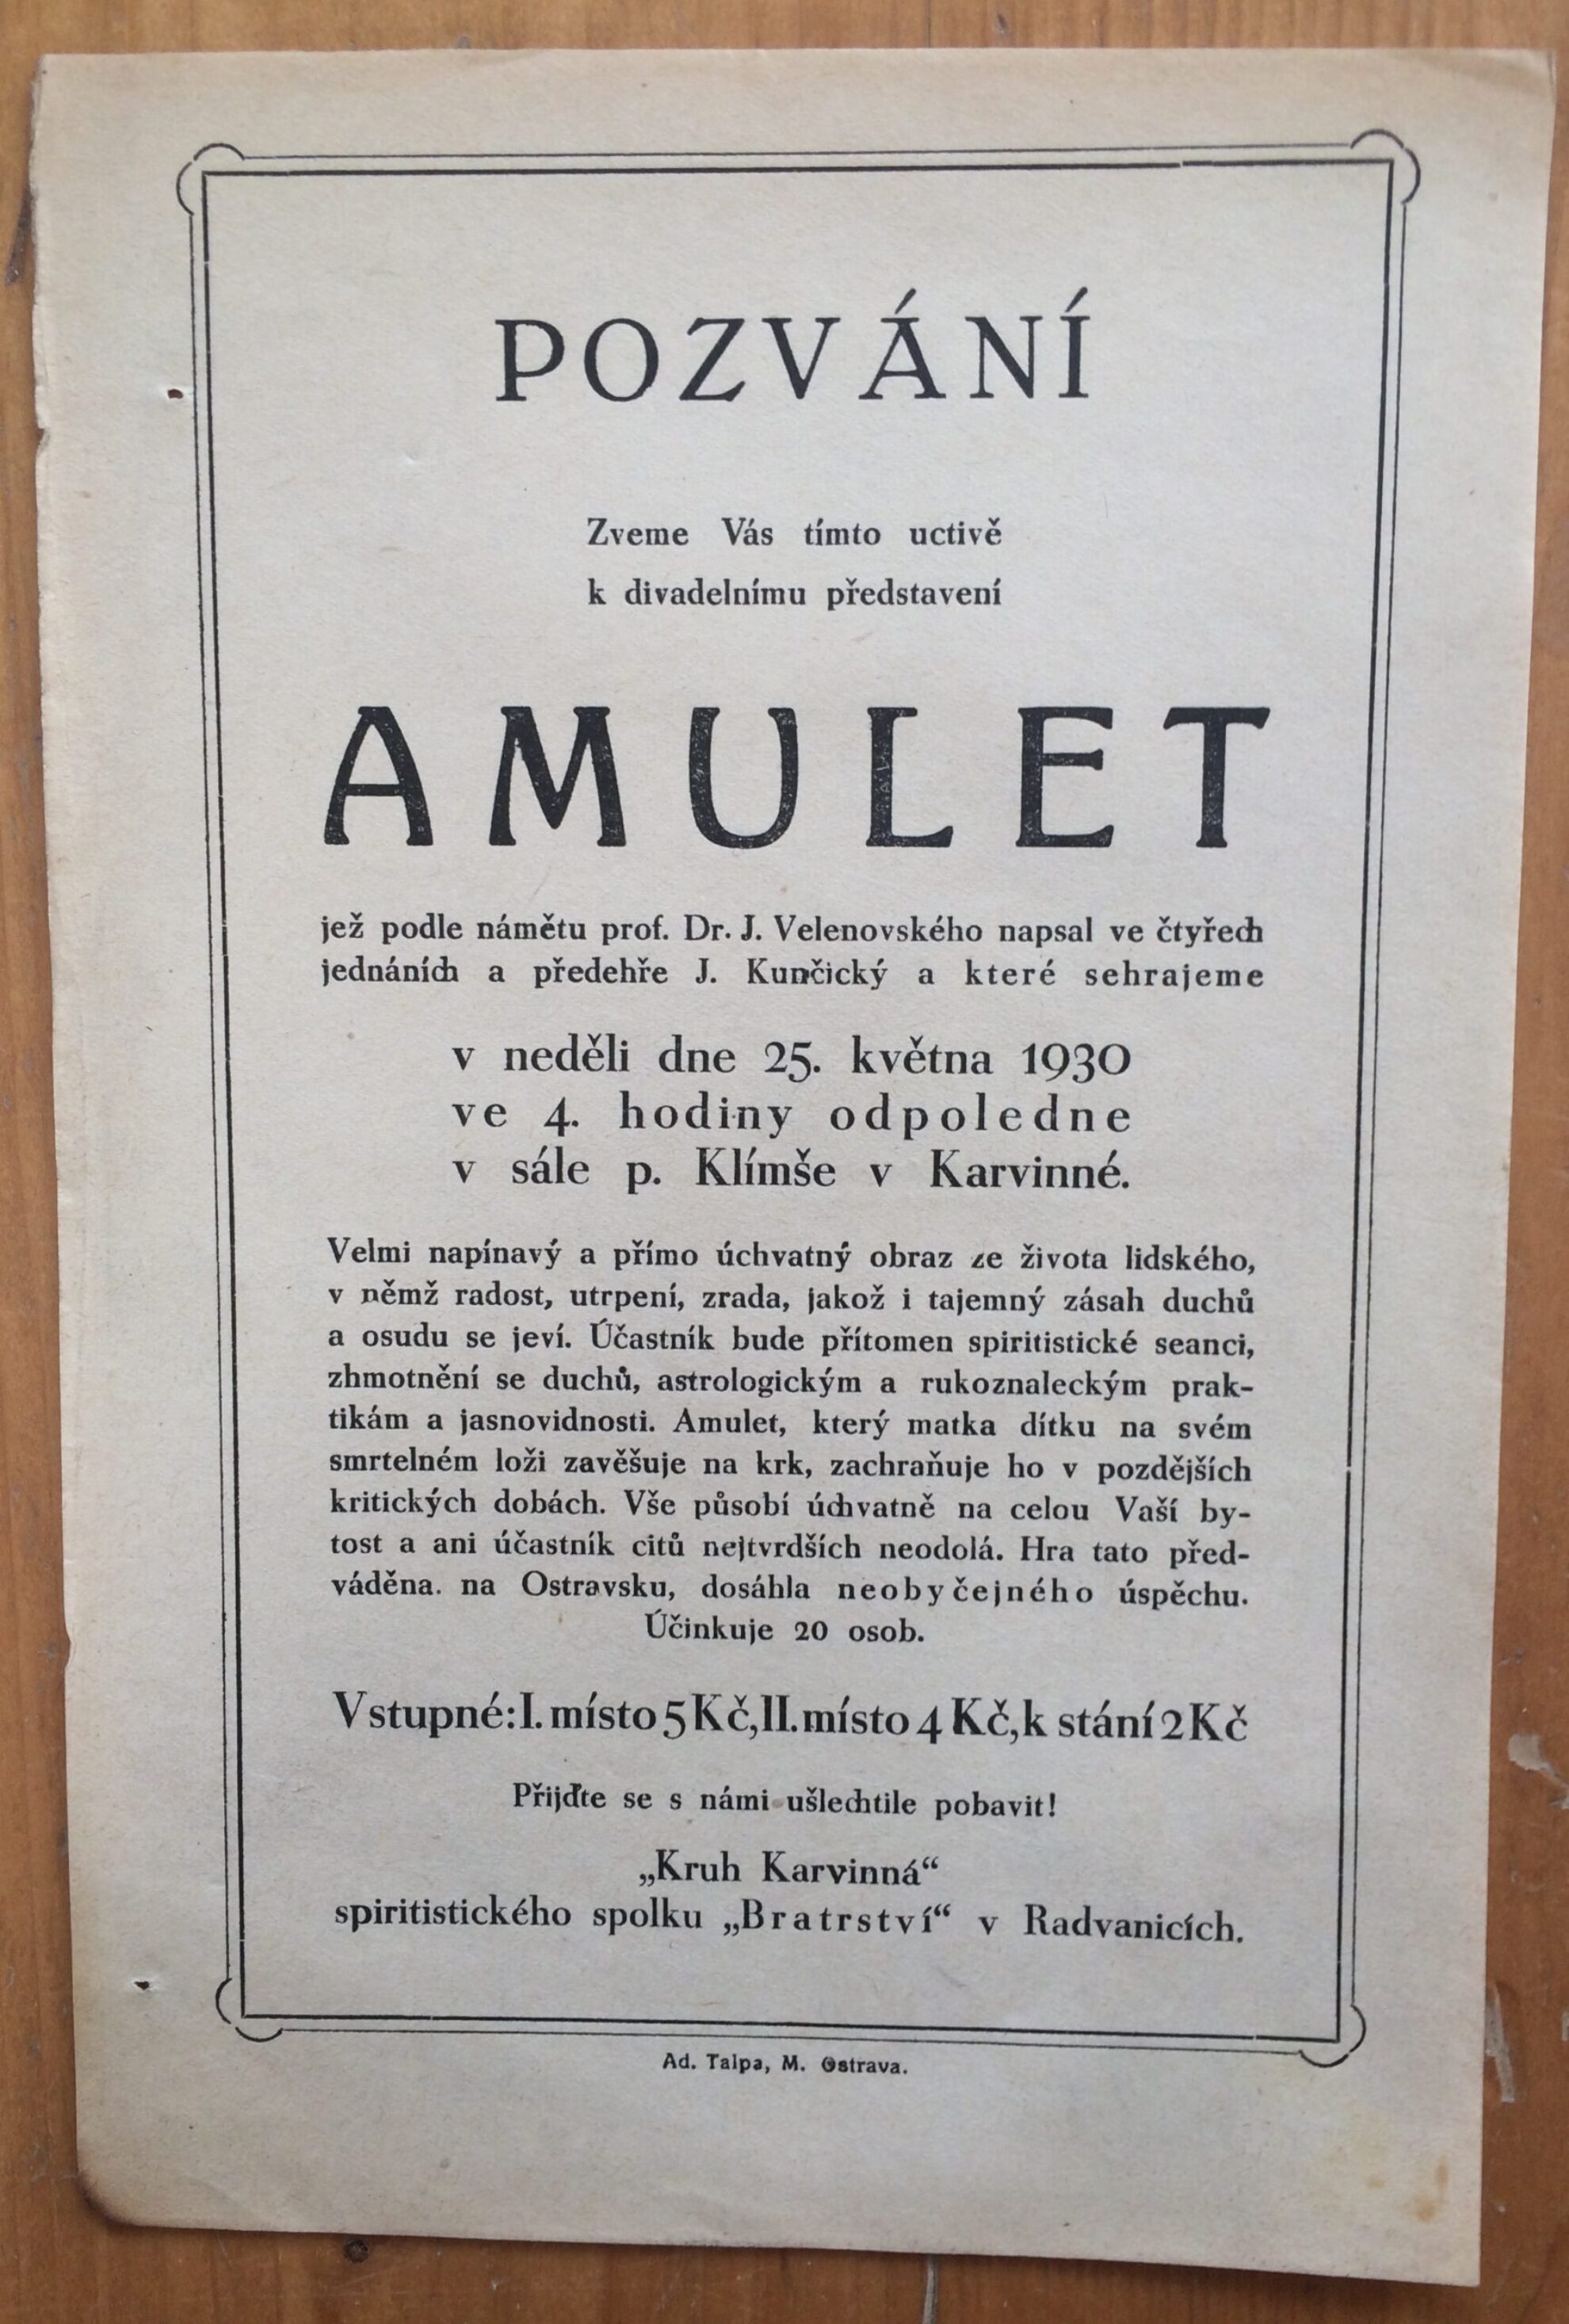 POZVÁNÍ
Zveme Vás tímto uctivě
k divadelnímu představení
AMULET
jež podle námětu prof. Dr. J. Velenovského napsal ve čtyřech
jednáních a předehře J. Kunčický a které sehrajeme
v neděli dne 25. května 1930
ve 4. hodiny odpoledne
v sále p. Klímše v Karvinné.
Velmi napínavý a přímo úchvatný obraz ze života lidského,
v němž radost, utrpení, zrada, jakož i tajemný zásah duchů
a osudu se jeví. Účastník bude přítomen spiritistické seanci,
zhmotnění se duchů, astrologickým a rukoznaleckým prak-
tikám a jasnovidnosti. Amulet, který matka dítku na svém
smrtelném loži zavěšuje na krk, zachraňuje ho v pozdějších
kritických dobách. Vše působí úchvatně na celou Vaší by-
tost a ani účastník citů nejtvrdších neodolá. Hra tato před-
váděna. na Ostravsku, dosáhla neobyčejného úspěchu.
Účinkuje 20 osob.
Vstupné: I. místo 5 Kč, II. místo 4 Kč, k stání 2 Kč
Přijďte se s námi ušlechtile pobavit!
„Kruh Karvinná“
spiritistického spolku „Bratrství“ v Radvanicích.
Ad. Talpa, M. Ostrava.